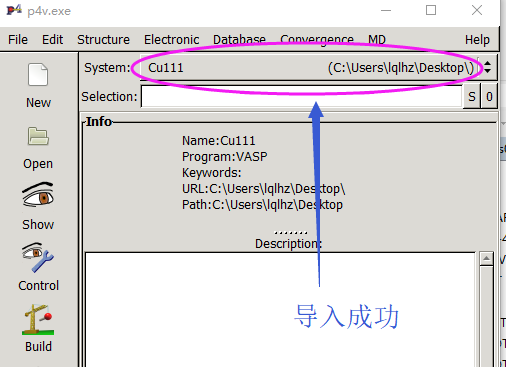 p4v.exe
File Edit Structure Electronic Database Convergence MD Help
System: Cu111 (C:\Users\lqlhz\Desktop\)
New
Selection: S 0
Info
Name:Cu111
Program:VASP
Keywords:
URL:C:\Users\lqlhz\Desktop\
Path:C:\Users\lqlhz\Desktop
Open
Show
Description:
Control
导入成功
Build